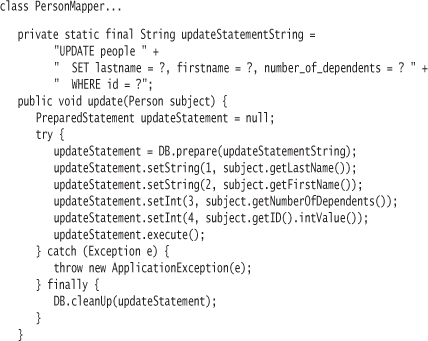 class PersonMapper...
private static final String updateStatementString =
"UPDATE people " +
"  SET lastname = ?, firstname = ?, number_of_dependents = ? " +
"  WHERE id = ?";
public void update(Person subject) {
PreparedStatement updateStatement = null;
try {
updateStatement = DB.prepare(updateStatementString);
updateStatement.setString(1, subject.getLastName());
updateStatement.setString(2, subject.getFirstName());
updateStatement.setInt(3, subject.getNumberOfDependents());
updateStatement.setInt(4, subject.getID().intValue());
updateStatement.execute();
} catch (Exception e) {
throw new ApplicationException(e);
} finally {
DB.cleanUp(updateStatement);
}
}